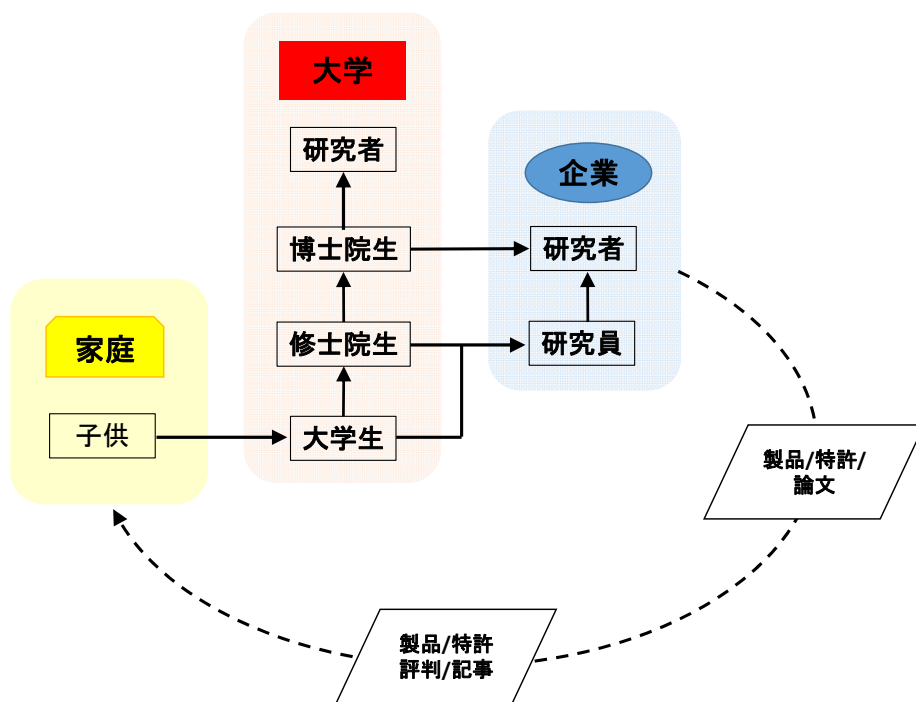 大学
研究者
博士院生
修士院生
大学生
企業
研究者
研究員
家庭
子供
製品/特許/
論文
製品/特許
評判/記事